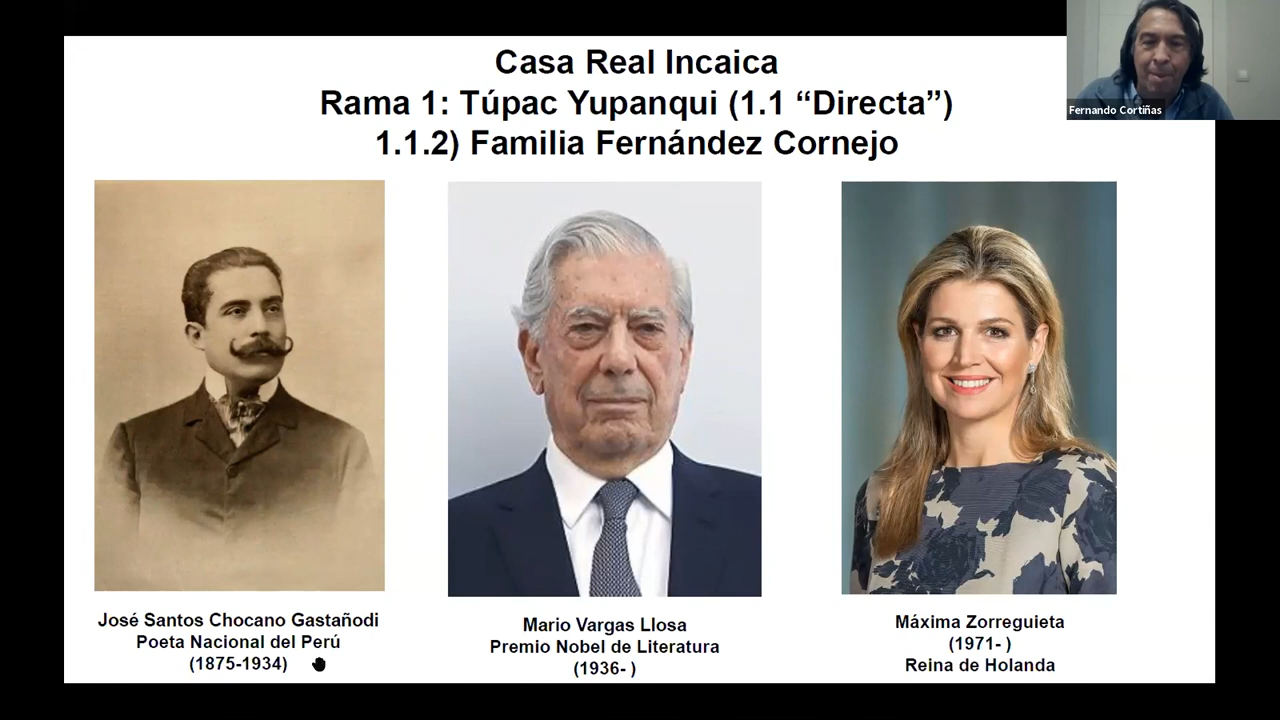 Casa Real Incaica
Rama 1: Túpac Yupanqui (1.1 “Directa”)
1.1.2) Familia Fernández Cornejo
Fernando Cortiñas
José Santos Chocano Gastañodi
Poeta Nacional del Perú
(1875-1934)
Mario Vargas Llosa
Premio Nobel de Literatura
(1936- )
Máxima Zorreguieta
(1971- )
Reina de Holanda